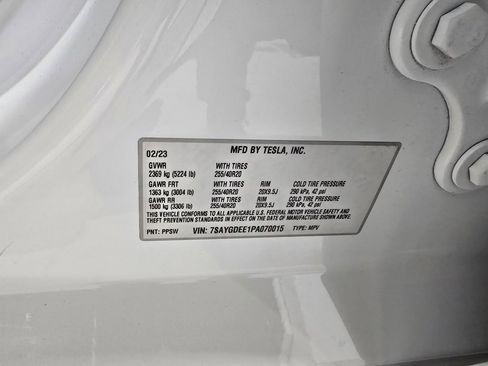 MFD BY TESLA, INC.
02/23
GVWR WITH TIRES
2369 kg (5224 lb) 255/40R20
GAWR FRT WITH TIRES RIM COLD TIRE PRESSURE
1363 kg (3004 lb) 255/40R20 20X9.5J 290 kPa, 42 psi
GAWR RR WITH TIRES RIM COLD TIRE PRESSURE
1500 kg (3306 lb) 255/40R20 20X9.5J 290 kPa, 42 psi
THIS VEHICLE CONFORMS TO ALL APPLICABLE U.S. FEDERAL MOTOR VEHICLE SAFETY AND
THEFT PREVENTION STANDARDS IN EFFECT ON THE DATE OF MANUFACTURE SHOWN ABOVE.
PNT: PPSW VIN: 7SAYGDEE1PA070015 TYPE: MPV